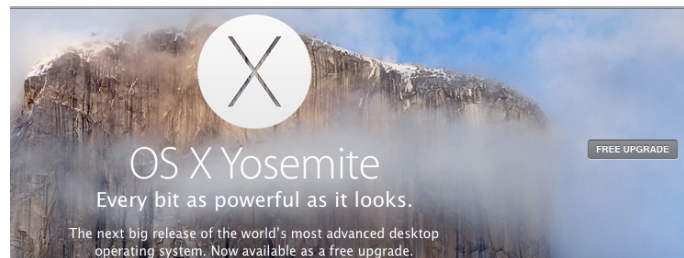 OS X Yosemite
Every bit as powerful as it looks.
FREE UPGRADE
The next big release of the world's most advanced desktop
operating system. Now available as a free upgrade.